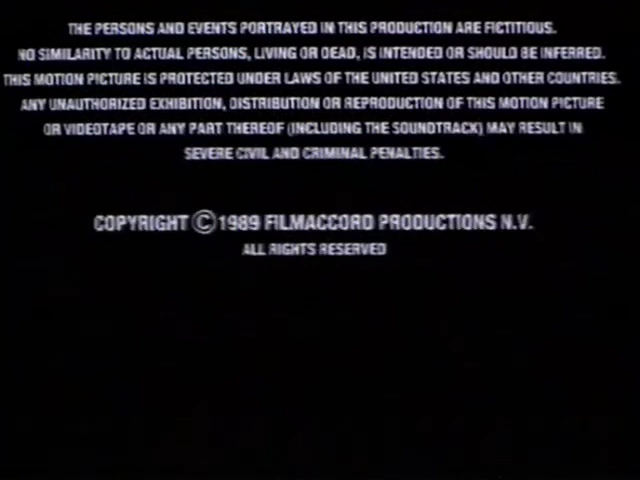 THE PERSONS AND EVENTS PORTRAYED IN THIS PRODUCTION ARE FICTITIOUS.
NO SIMILARITY TO ACTUAL PERSONS, LIVING OR DEAD, IS INTENDED OR SHOULD BE INFERRED.
THIS MOTION PICTURE IS PROTECTED UNDER LAWS OF THE UNITED STATES AND OTHER COUNTRIES.
ANY UNAUTHORIZED EXHIBITION, DISTRIBUTION OR REPRODUCTION OF THIS MOTION PICTURE
OR VIDEOTAPE OR ANY PART THEREOF (INCLUDING THE SOUNDTRACK) MAY RESULT IN
SEVERE CIVIL AND CRIMINAL PENALTIES.
COPYRIGHT © 1989 FILMACCORD PRODUCTIONS N.V.
ALL RIGHTS RESERVED